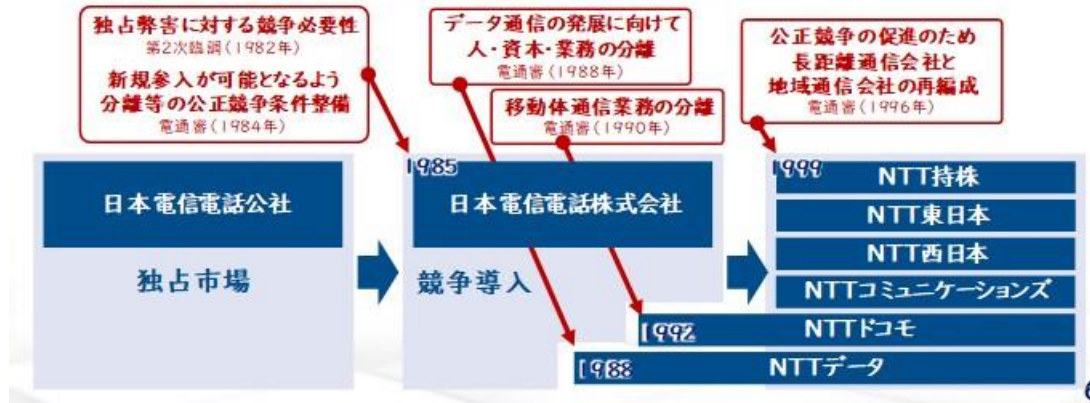 独占弊害に対する競争必要性
第2次臨調(1982年)
新規参入が可能となるよう
分離等の公正競争条件整備
電通審(1984年)
データ通信の発展に向けて
人・資本・業務の分離
電通審(1988年)
移動体通信業務の分離
電通審(1990年)
公正競争の促進のため
長距離通信会社と
地域通信会社の再編成
電通審(1996年)
日本電信電話公社
独占市場
1985
日本電信電話株式会社
競争導入
1999
NTT持株
NTT東日本
NTT西日本
NTTコミュニケーションズ
1992
NTTドコモ
1988
NTTデータ